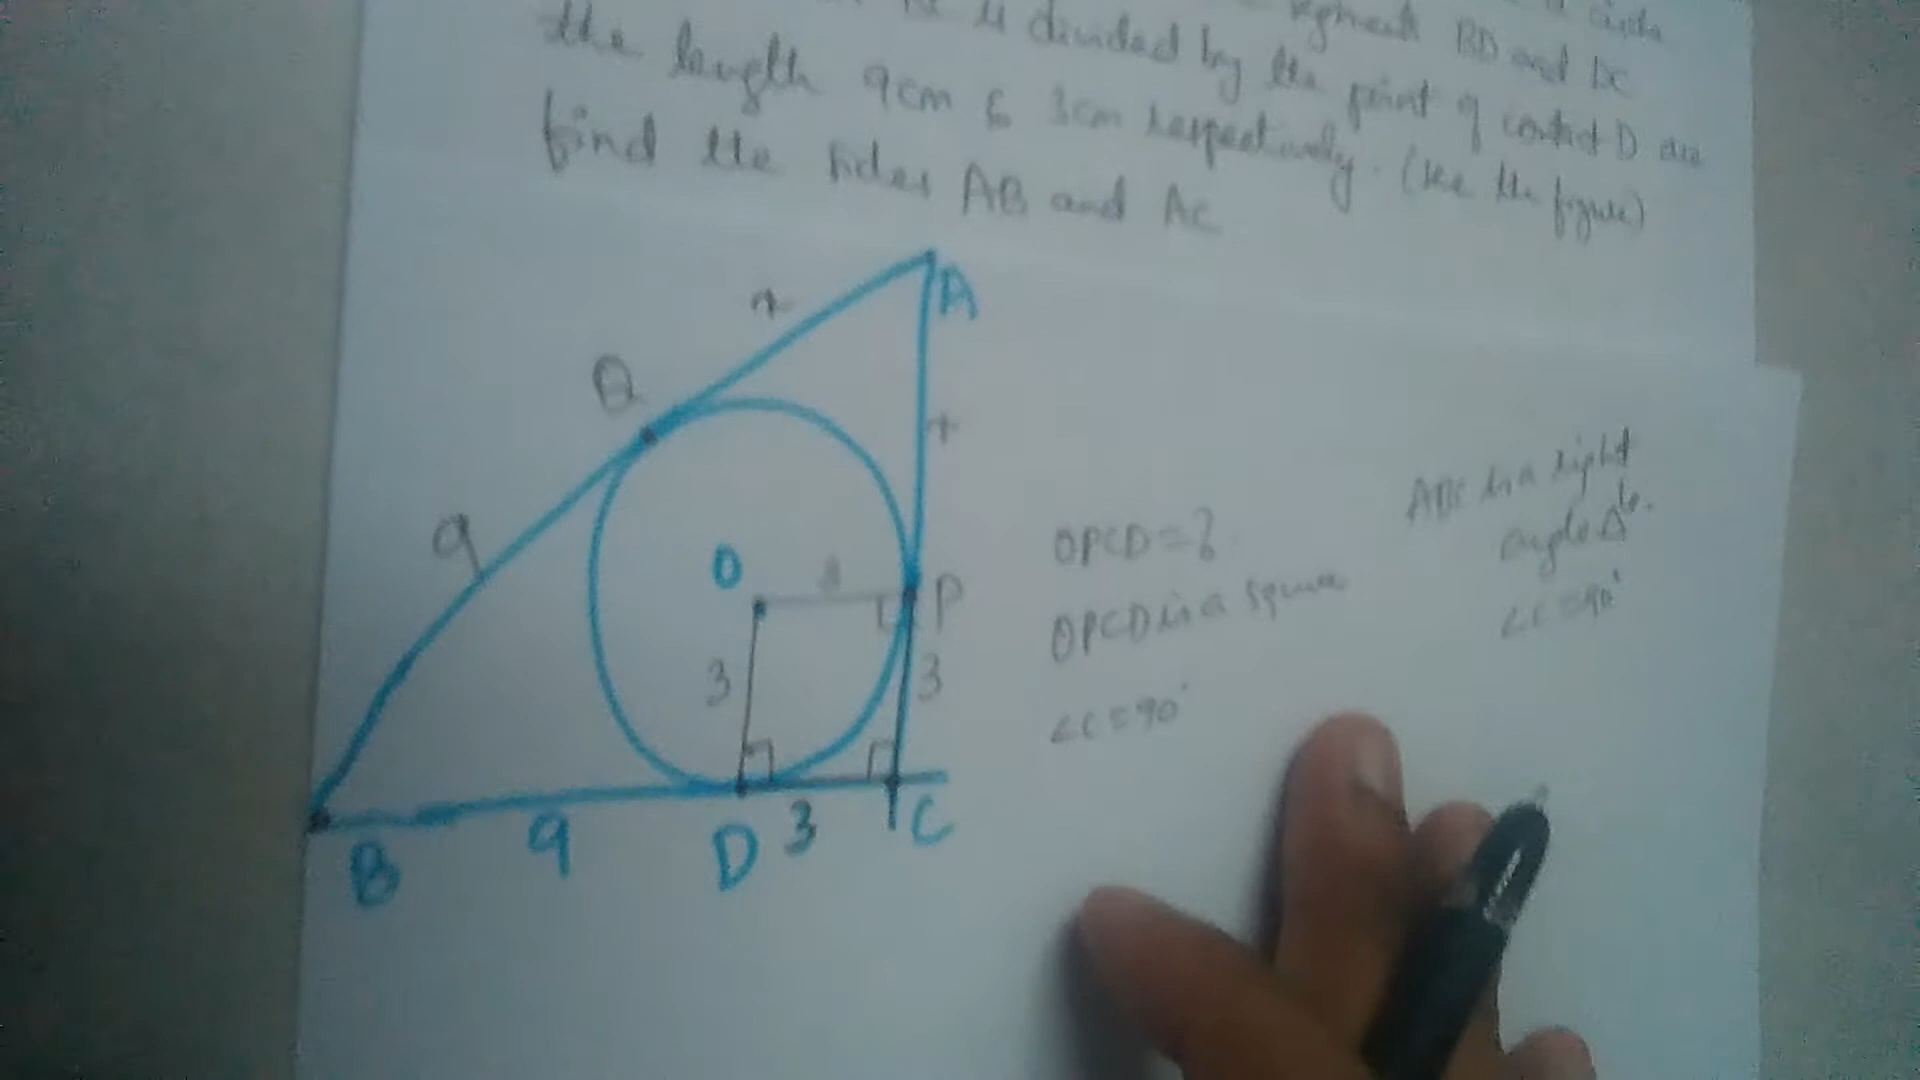 is divided by the
segments BD and DC
the length 9cm & 3cm respectively. (see the figure)
point of contact D are
find the sides AB and AC
A
x
Q
x
9
O
P
3
3
OPCD = ?
OPCD is a square
∠C = 90°
ABC is a right
angle Δle.
∠C = 90°
B
9
D
3
C